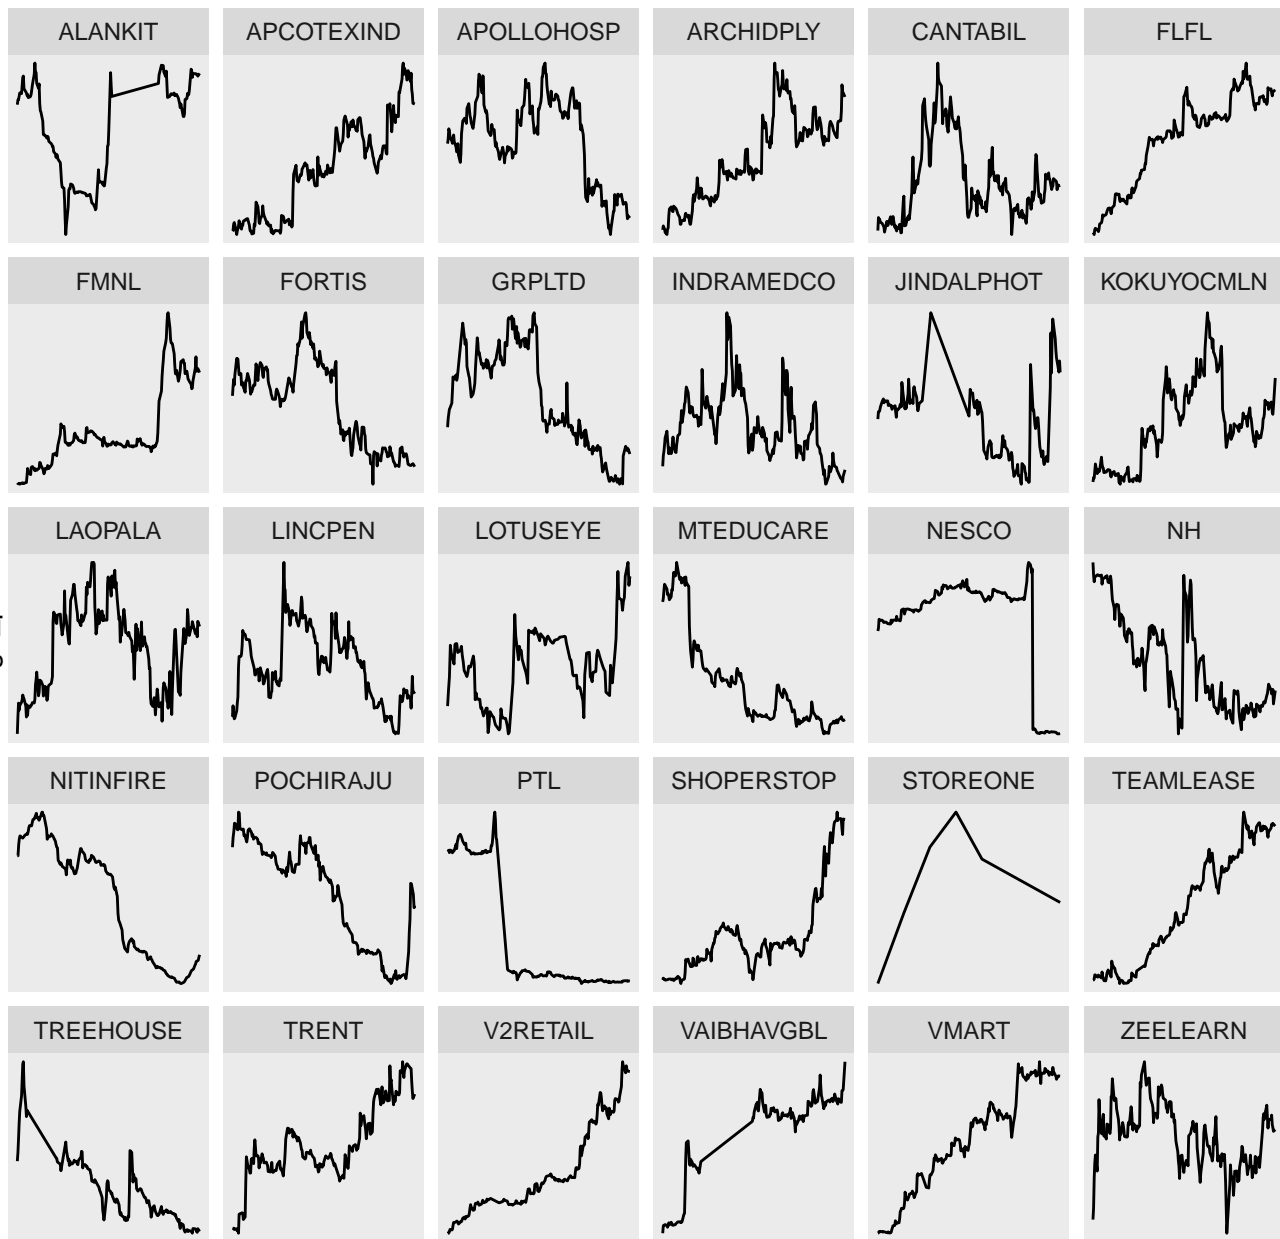 ALANKIT APCOTEXIND APOLLOHOSP ARCHIDPLY CANTABIL FLFL
FMNL FORTIS GRPLTD INDRAMEDCO JINDALPHOT KOKUYOCMLN
LAOPALA LINCPEN LOTUSEYE MTEDUCARE NESCO NH
NITINFIRE POCHIRAJU PTL SHOPERSTOP STOREONE TEAMLEASE
TREEHOUSE TRENT V2RETAIL VAIBHAVGBL VMART ZEELEARN